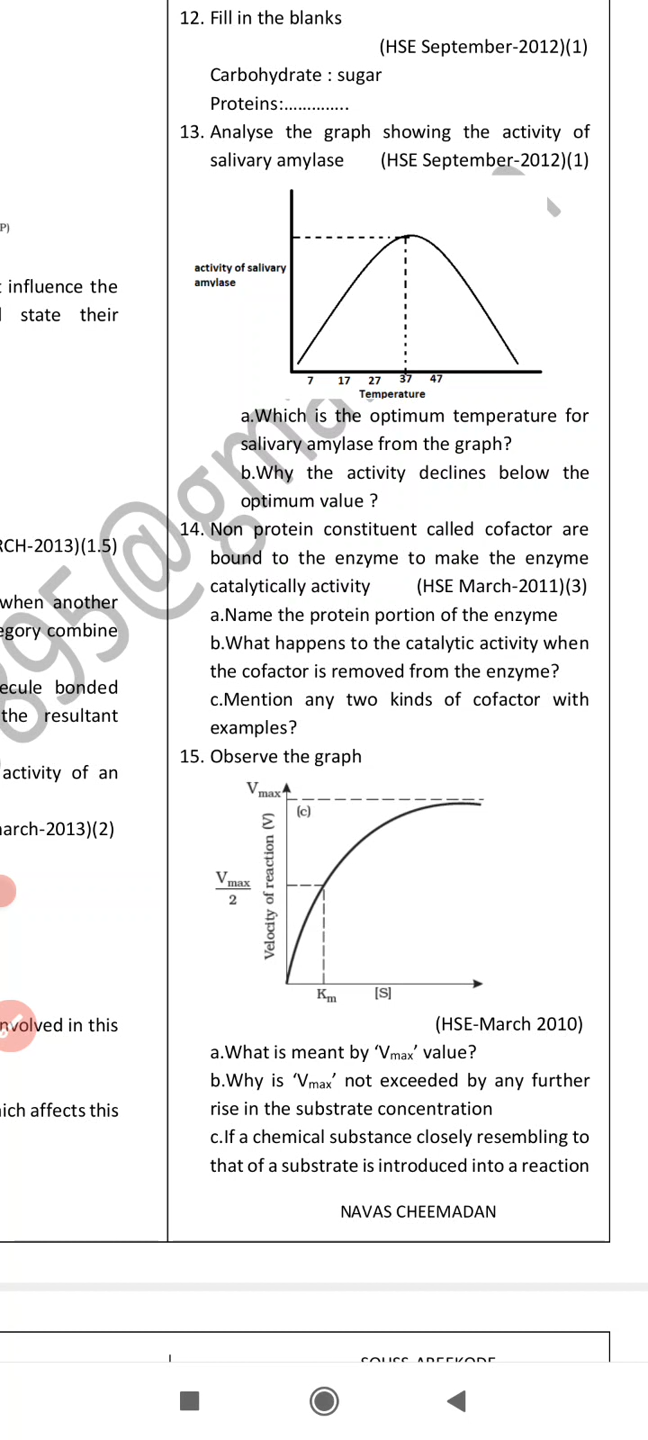 P)
influence the
state their
RCH-2013)(1.5)
when another
egory combine
ecule bonded
the resultant
activity of an
arch-2013)(2)
nvolved in this
ich affects this
12. Fill in the blanks
(HSE September-2012)(1)
Carbohydrate : sugar
Proteins:..............
13. Analyse the graph showing the activity of
salivary amylase (HSE September-2012)(1)
activity of salivary
amylase
7 17 27 37 47
Temperature
a.Which is the optimum temperature for
salivary amylase from the graph?
b.Why the activity declines below the
optimum value ?
14. Non protein constituent called cofactor are
bound to the enzyme to make the enzyme
catalytically activity (HSE March-2011)(3)
a.Name the protein portion of the enzyme
b.What happens to the catalytic activity when
the cofactor is removed from the enzyme?
c.Mention any two kinds of cofactor with
examples?
15. Observe the graph
Vmax
(c)
Velocity of reaction (V)
Vmax
2
Km [S]
(HSE-March 2010)
a.What is meant by ‘Vmax’ value?
b.Why is ‘Vmax’ not exceeded by any further
rise in the substrate concentration
c.If a chemical substance closely resembling to
that of a substrate is introduced into a reaction
NAVAS CHEEMADAN
895@gma